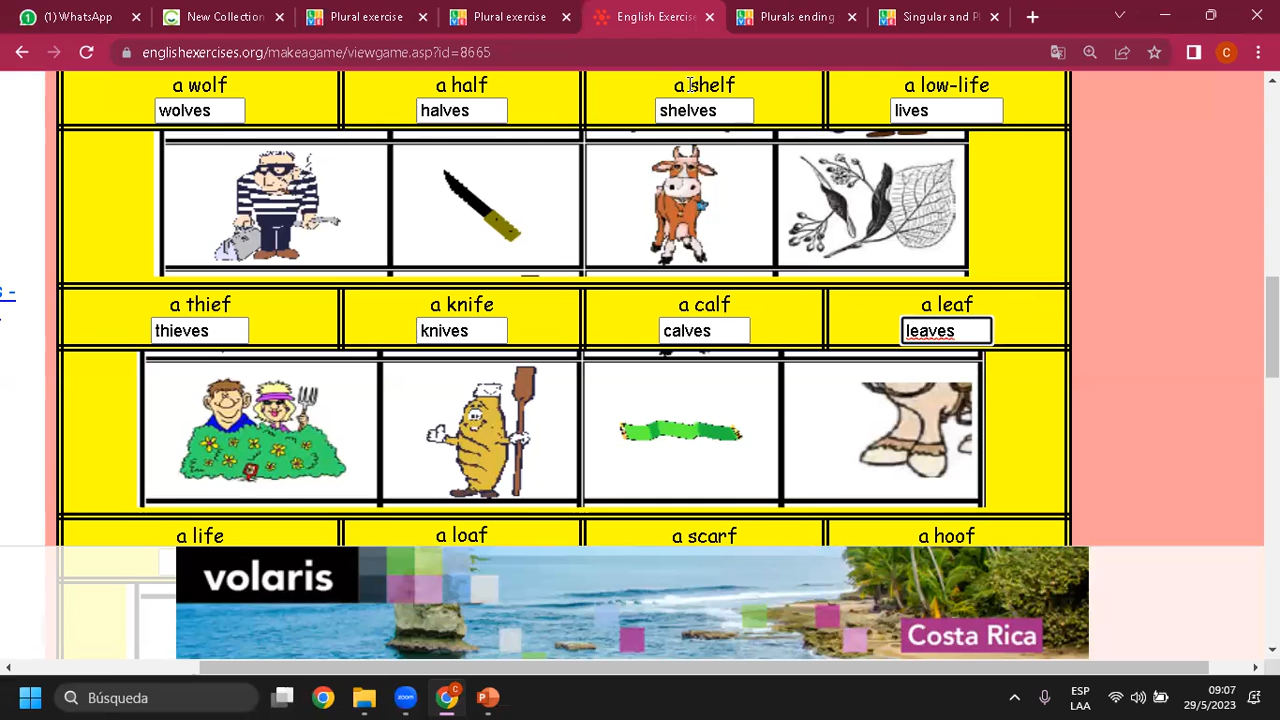 (1) WhatsApp
New Collection
Plural exercise
Plural exercise
English Exercise
Plurals ending
Singular and Pl
englishexercises.org/makeagame/viewgame.asp?id=8665
C
a wolf
a half
a shelf
a low-life
wolves
halves
shelves
lives
s -
a thief
a knife
a calf
a leaf
thieves
knives
calves
leaves
a life
a loaf
a scarf
a hoof
volaris
Costa Rica
Búsqueda
ESP
LAA
09:07
29/5/2023